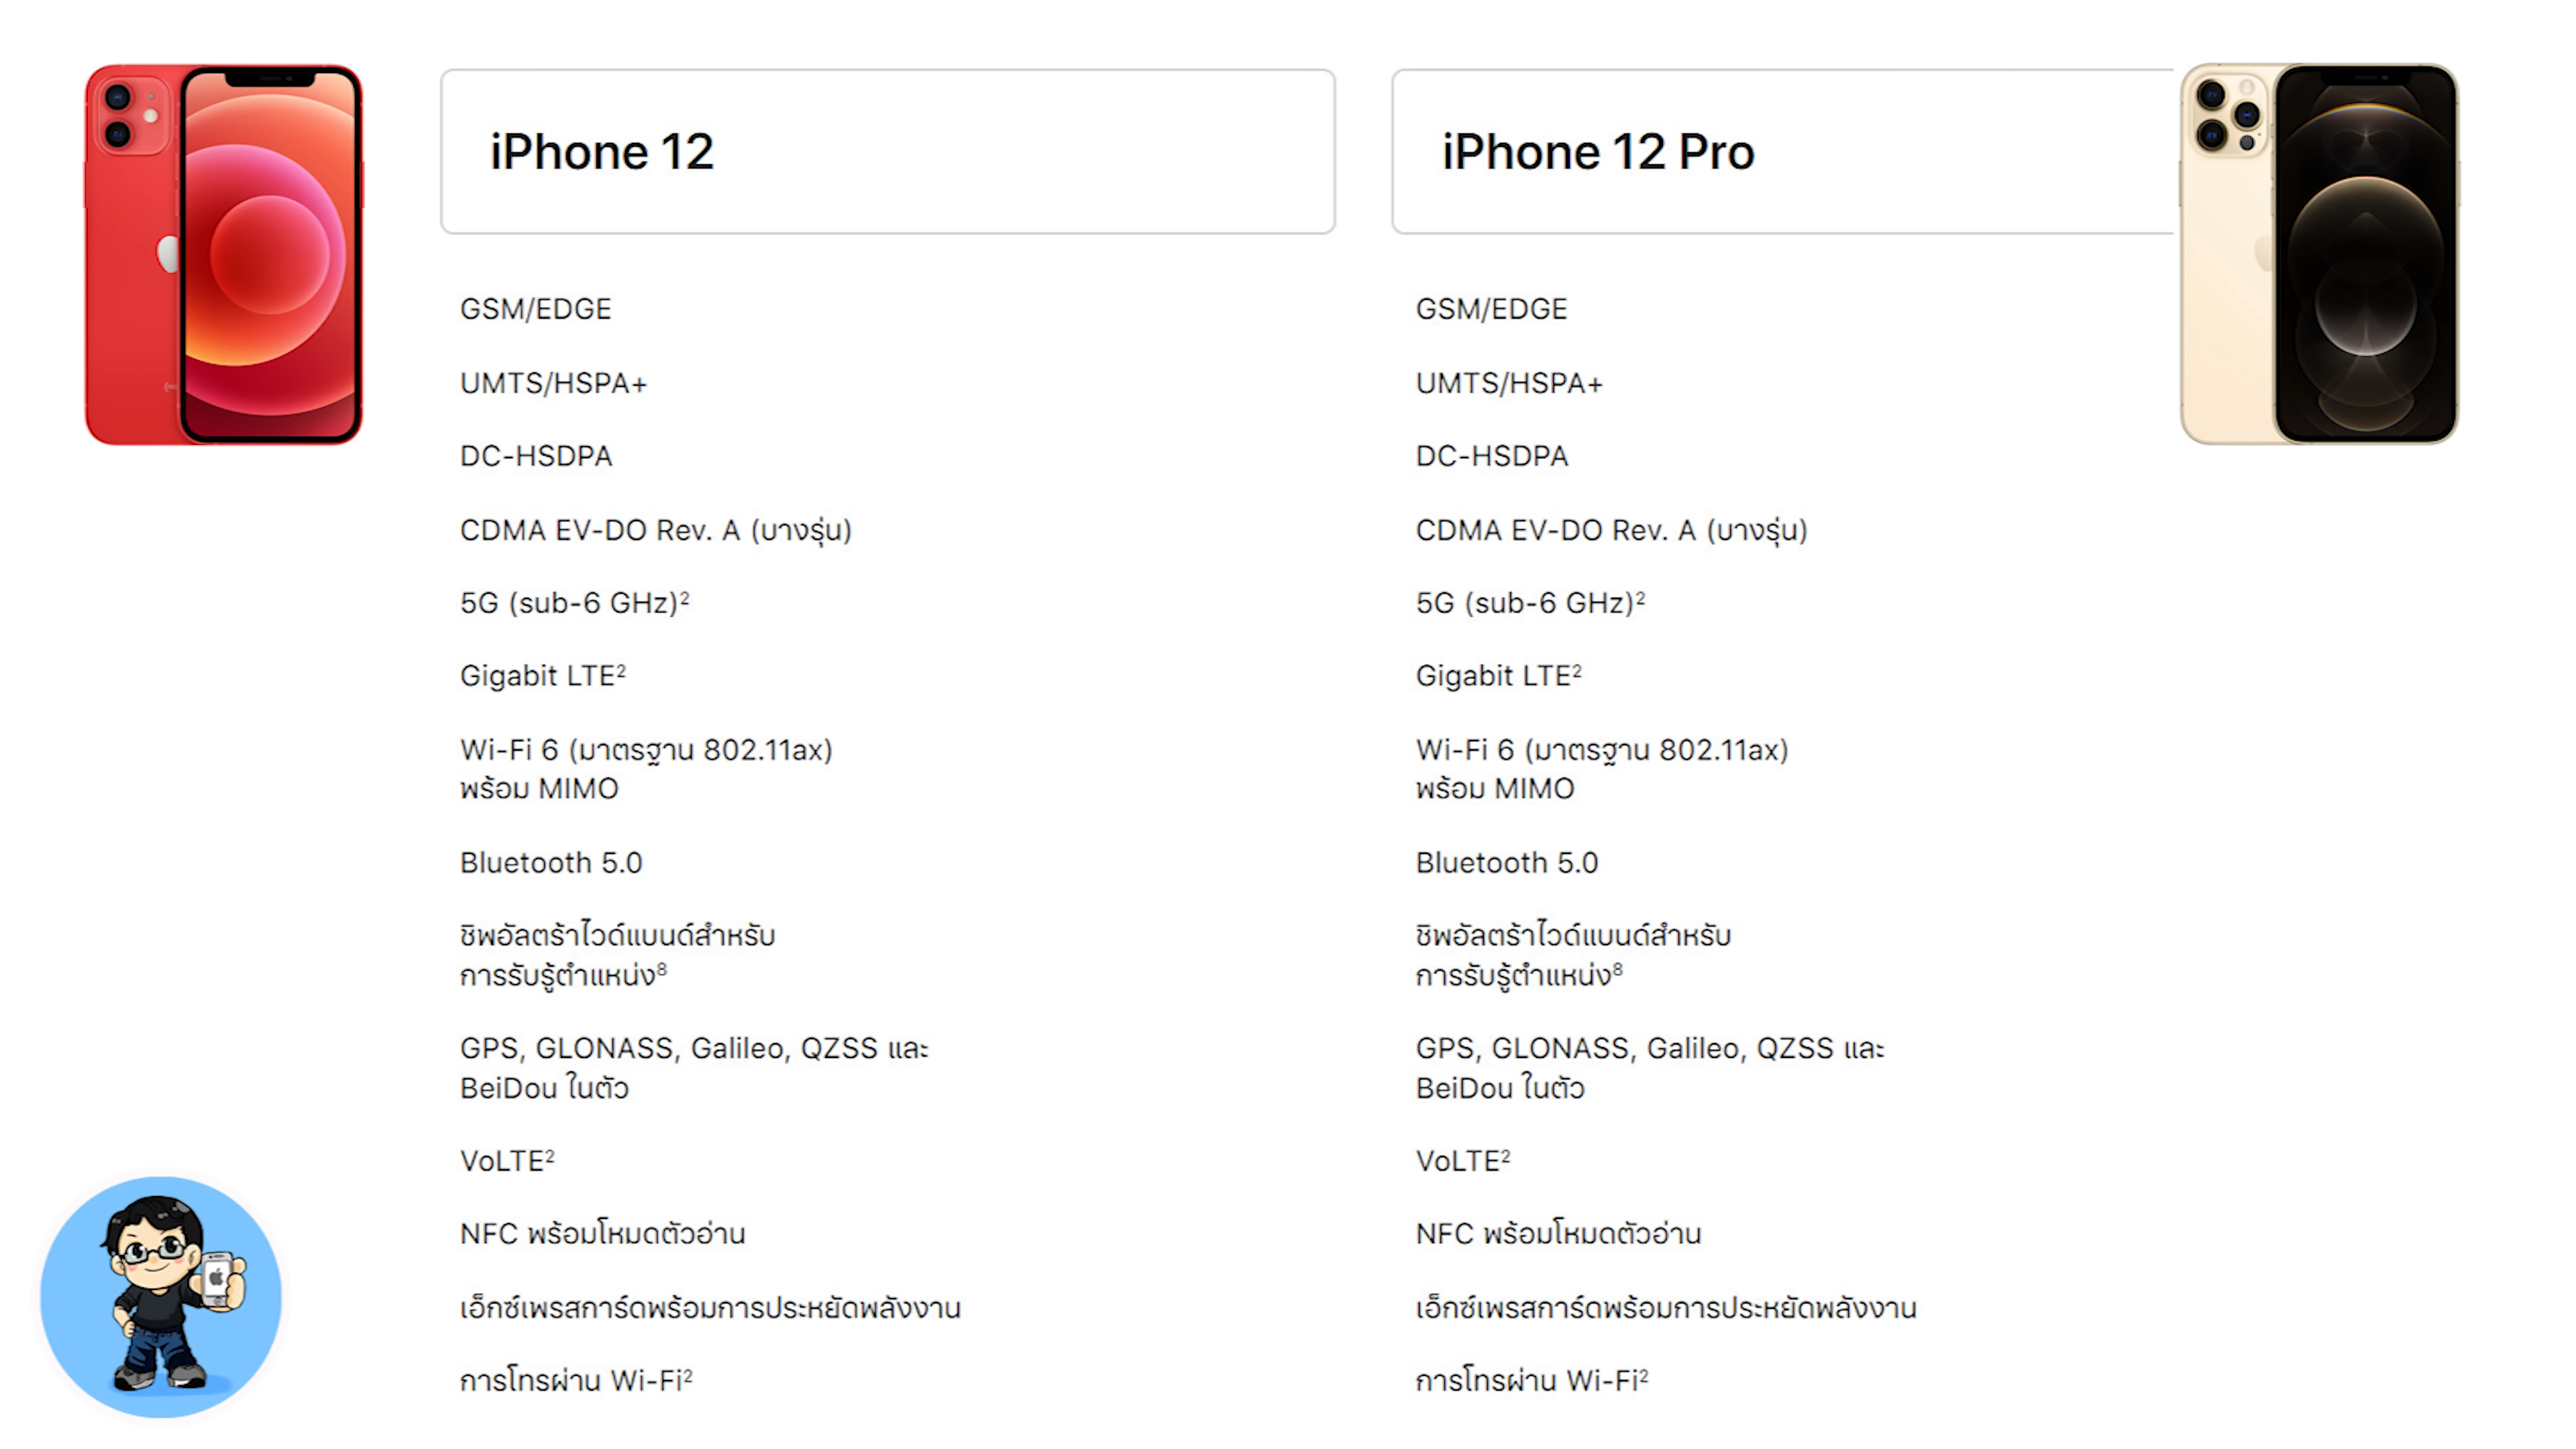 iPhone 12
GSM/EDGE
UMTS/HSPA+
DC-HSDPA
CDMA EV-DO Rev. A (บางรุ่น)
5G (sub-6 GHz)²
Gigabit LTE²
Wi-Fi 6 (มาตรฐาน 802.11ax)
พร้อม MIMO
Bluetooth 5.0
ชิพอัลตร้าไวด์แบนด์สำหรับ
การรับรู้ตำแหน่ง⁸
GPS, GLONASS, Galileo, QZSS และ
BeiDou ในตัว
VoLTE²
NFC พร้อมโหมดตัวอ่าน
เอ็กซ์เพรสการ์ดพร้อมการประหยัดพลังงาน
การโทรผ่าน Wi-Fi²
iPhone 12 Pro
GSM/EDGE
UMTS/HSPA+
DC-HSDPA
CDMA EV-DO Rev. A (บางรุ่น)
5G (sub-6 GHz)²
Gigabit LTE²
Wi-Fi 6 (มาตรฐาน 802.11ax)
พร้อม MIMO
Bluetooth 5.0
ชิพอัลตร้าไวด์แบนด์สำหรับ
การรับรู้ตำแหน่ง⁸
GPS, GLONASS, Galileo, QZSS และ
BeiDou ในตัว
VoLTE²
NFC พร้อมโหมดตัวอ่าน
เอ็กซ์เพรสการ์ดพร้อมการประหยัดพลังงาน
การโทรผ่าน Wi-Fi²